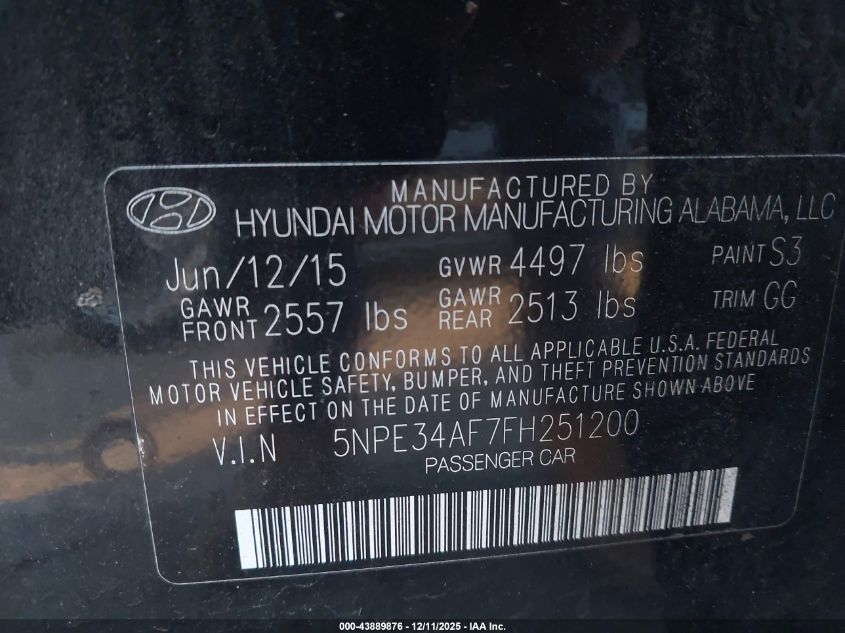 MANUFACTURED BY
HYUNDAI MOTOR MANUFACTURING ALABAMA, LLC
Jun/12/15 GVWR 4497 lbs PAINT S3
GAWR FRONT 2557 lbs GAWR REAR 2513 lbs TRIM GG
THIS VEHICLE CONFORMS TO ALL APPLICABLE U.S.A. FEDERAL
MOTOR VEHICLE SAFETY, BUMPER, AND THEFT PREVENTION STANDARDS
IN EFFECT ON THE DATE OF MANUFACTURE SHOWN ABOVE
V.I.N 5NPE34AF7FH251200
PASSENGER CAR
000-43889876 - 12/11/2025 - IAA Inc.